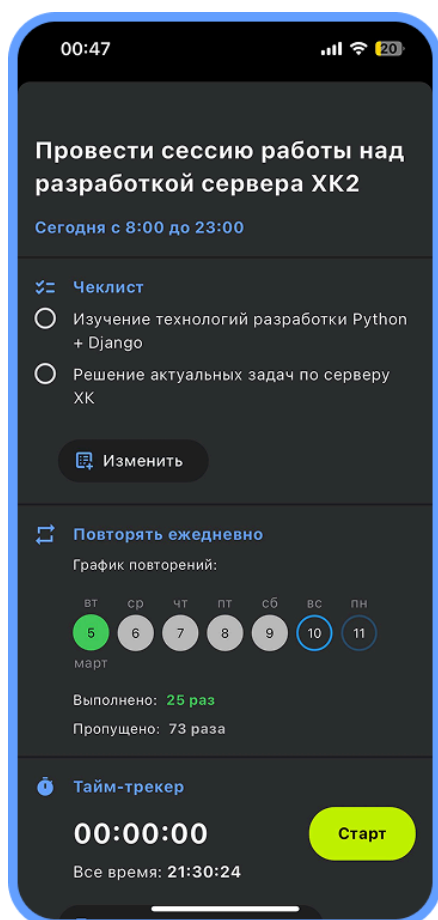 00:47
20
Провести сессию работы над
разработкой сервера ХК2
Сегодня с 8:00 до 23:00
Чеклист
Изучение технологий разработки Python
+ Django
Решение актуальных задач по серверу
ХК
Изменить
Повторять ежедневно
График повторений:
вт ср чт пт сб вс пн
5 6 7 8 9 10 11
март
Выполнено: 25 раз
Пропущено: 73 раза
Тайм-трекер
00:00:00
Старт
Все время: 21:30:24